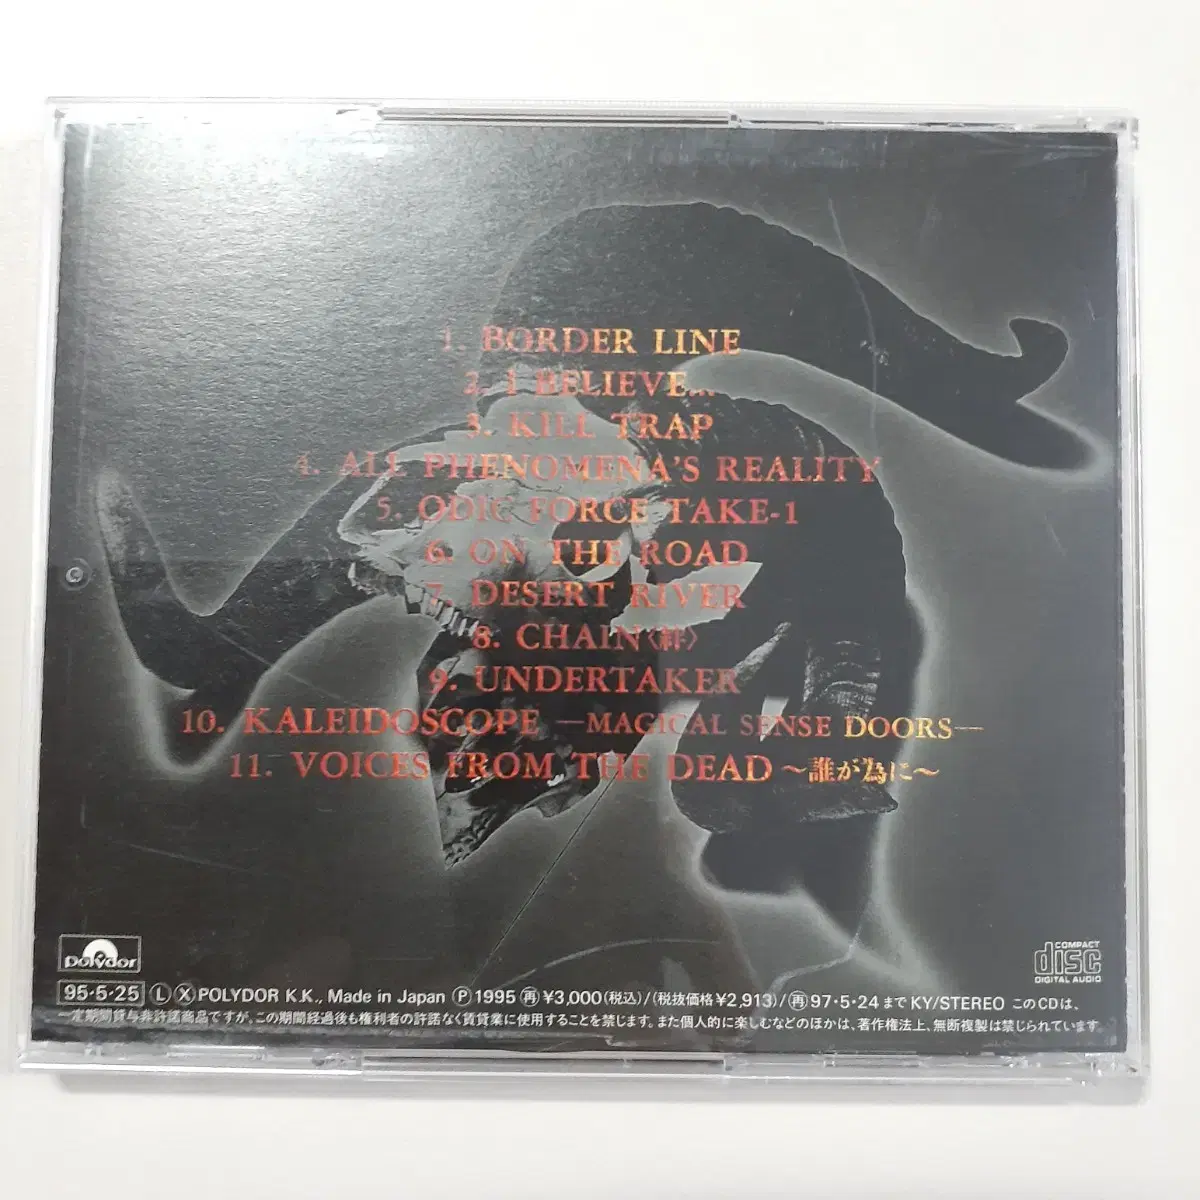 1. BORDER LINE
2. I BELIEVE...
3. KILL TRAP
4. ALL PHENOMENA'S REALITY
5. ODIC FORCE TAKE-1
6. ON THE ROAD
7. DESERT RIVER
8. CHAIN〈絆〉
9. UNDERTAKER
10. KALEIDOSCOPE —MAGICAL SENSE DOORS—
11. VOICES FROM THE DEAD〜誰が為に〜
polydor
COMPACT
disc
DIGITAL AUDIO
95·5·25 Ⓛ Ⓧ POLYDOR K.K., Made in Japan Ⓟ 1995 ㊢¥3,000(税込)/(税抜価格¥2,913)/㊢97·5·24まで KY/STEREO このCDは、
一定期間貸与非許諾商品ですが、この期間経過後も権利者の許諾なく賃貸業に使用することを禁じます。また個人的に楽しむなどのほかは、著作権法上、無断複製は禁じられています。